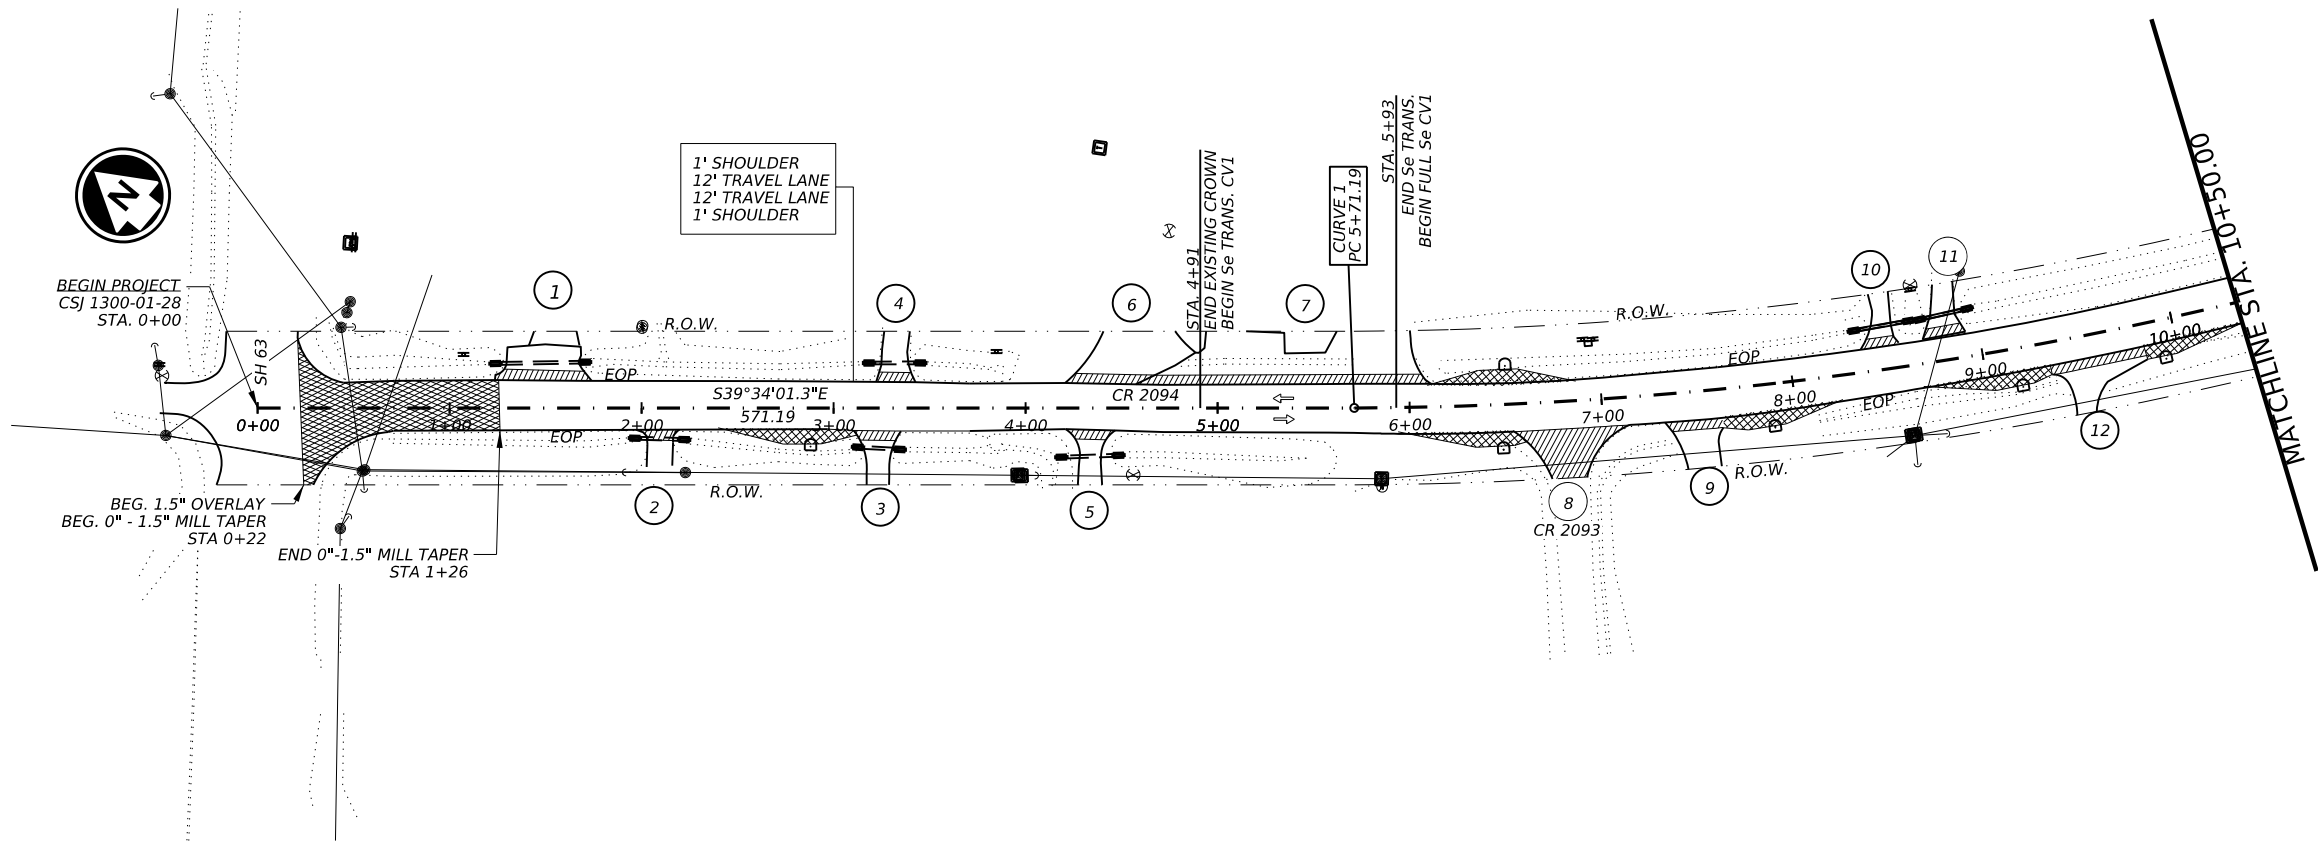 N
BEGIN PROJECT
CSJ 1300-01-28
STA. 0+00
SH 63
1' SHOULDER
12' TRAVEL LANE
12' TRAVEL LANE
1' SHOULDER
STA. 4+91
END EXISTING CROWN
BEGIN Se TRANS. CV1
CURVE 1
PC 5+71.19
STA. 5+93
END Se TRANS.
BEGIN FULL Se CV1
1
4
6
7
10
11
R.O.W.
R.O.W.
EOP
EOP
S39°34'01.3"E
571.19
CR 2094
0+00
1+00
2+00
3+00
4+00
5+00
6+00
7+00
8+00
9+00
10+00
EOP
EOP
R.O.W.
R.O.W.
2
3
5
8
CR 2093
9
12
BEG. 1.5" OVERLAY
BEG. 0" - 1.5" MILL TAPER
STA 0+22
END 0"-1.5" MILL TAPER
STA 1+26
MATCHLINE STA. 10+50.00